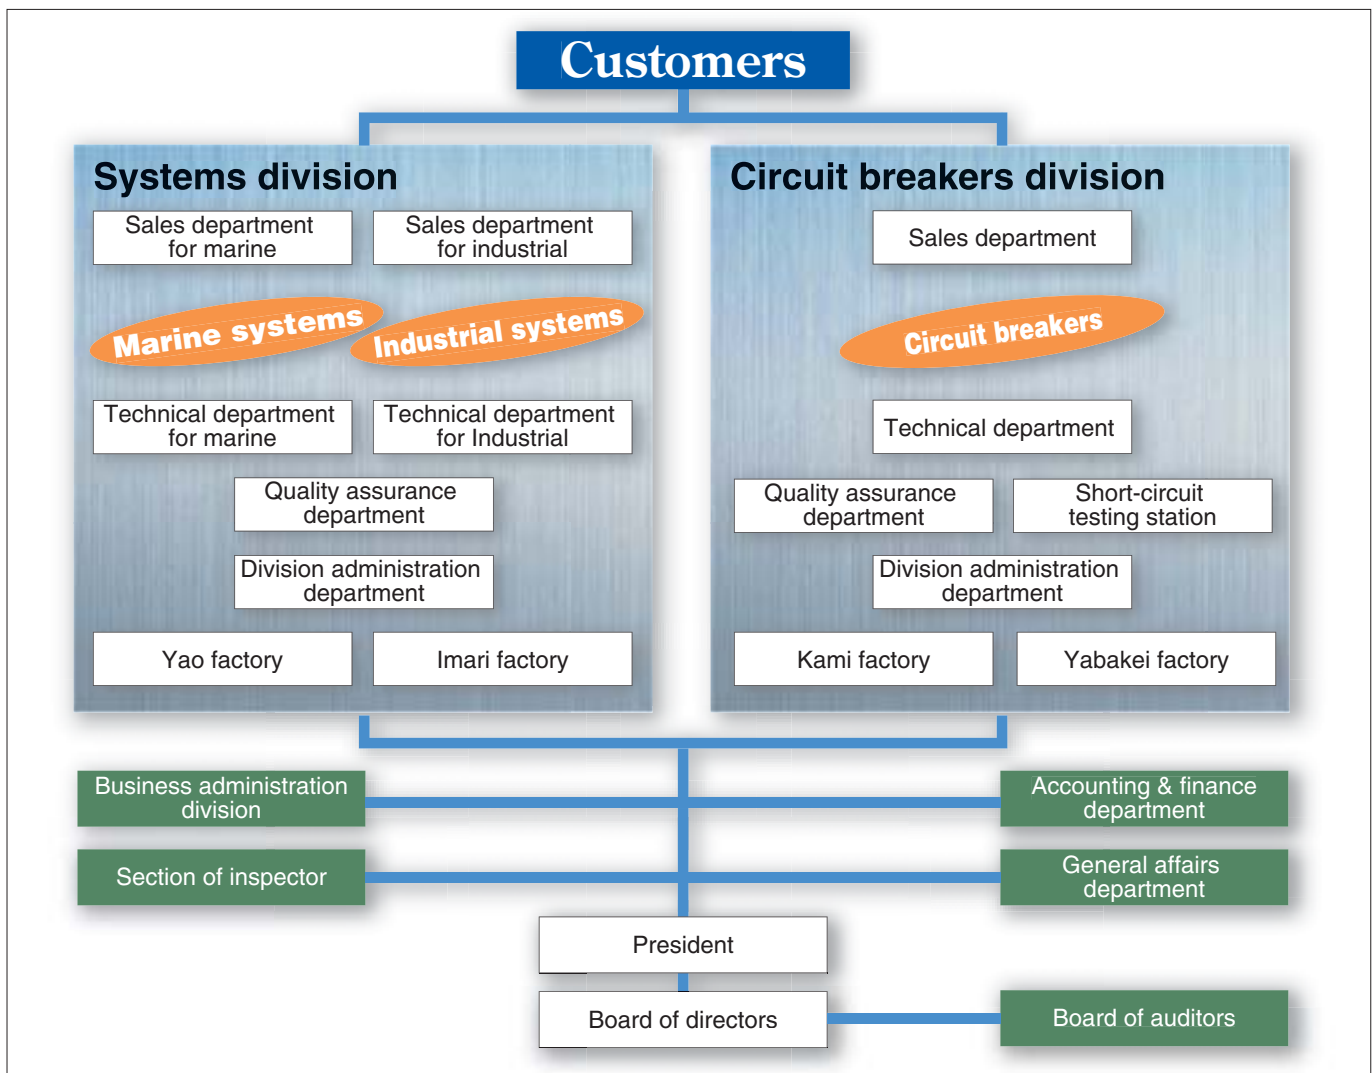 Customers
Systems division
Sales department
for marine
Sales department
for industrial
Marine systems
Industrial systems
Technical department
for marine
Technical department
for Industrial
Quality assurance
department
Division administration
department
Yao factory
Imari factory
Circuit breakers division
Sales department
Circuit breakers
Technical department
Quality assurance
department
Short-circuit
testing station
Division administration
department
Kami factory
Yabakei factory
Business administration
division
Accounting & finance
department
Section of inspector
General affairs
department
President
Board of directors
Board of auditors